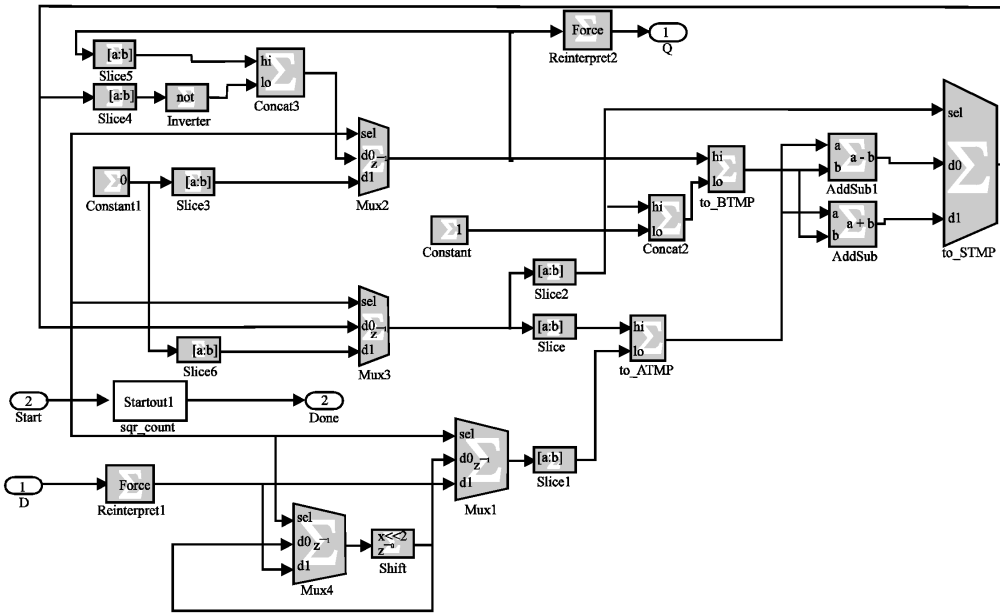 Force
Reinterpret2
1
Q
[a:b]
Slice5
hi
lo
Concat3
[a:b]
Slice4
not
Inverter
sel
d0
z⁻¹
d1
Mux2
0
Constant1
[a:b]
Slice3
hi
lo
to_BTMP
a
b
a - b
AddSub1
a
b
a + b
AddSub
sel
d0
d1
to_STMP
1
Constant
hi
lo
Concat2
[a:b]
Slice2
sel
d0
z⁻¹
d1
Mux3
[a:b]
Slice
hi
lo
to_ATMP
[a:b]
Slice6
2
Start
Startout1
sqr_count
2
Done
sel
d0
z⁻¹
d1
Mux1
[a:b]
Slice1
1
D
Force
Reinterpret1
sel
d0
z⁻¹
d1
Mux4
x<<2
z⁻⁰
Shift